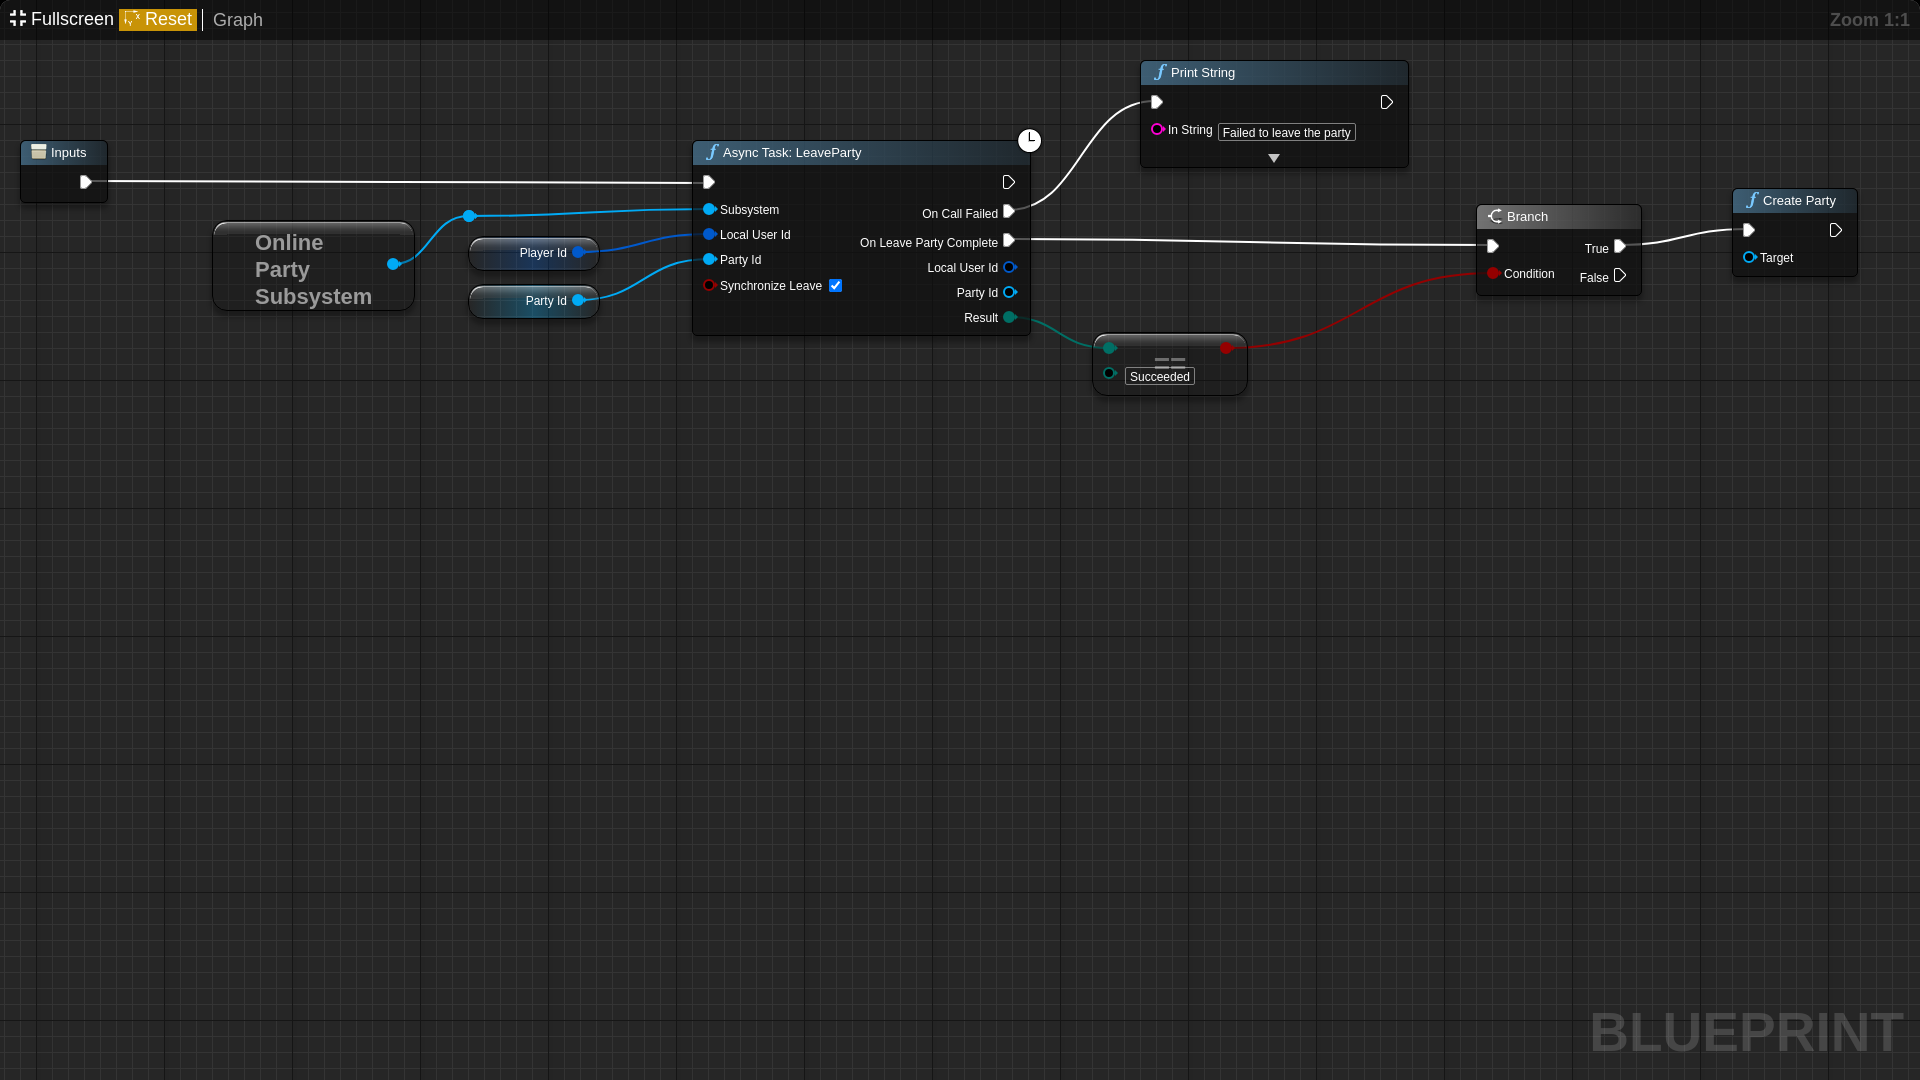 Fullscreen Reset Graph
Zoom 1:1
Inputs
Online
Party
Subsystem
Player Id
Party Id
Async Task: LeaveParty
Subsystem
Local User Id
Party Id
Synchronize Leave
On Call Failed
On Leave Party Complete
Local User Id
Party Id
Result
Print String
In String Failed to leave the party
==
Succeeded
Branch
True
Condition
False
Create Party
Target
BLUEPRINT